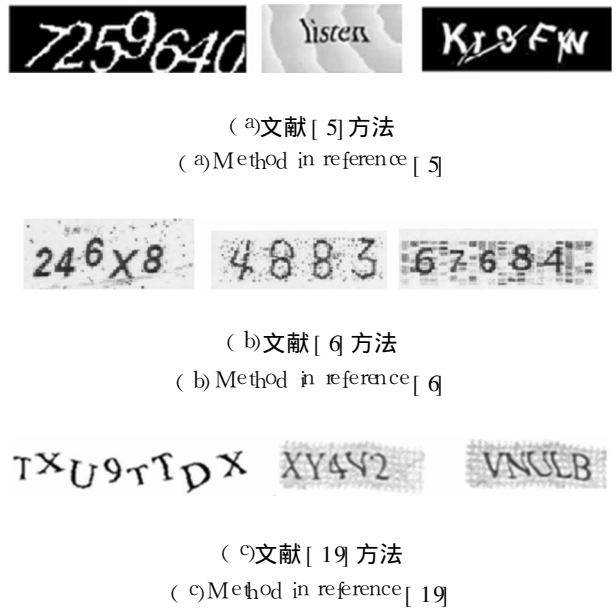 7259640 listen Kr8FYN
(a)文献[5]方法
(a)Method in reference[5]
246X8 4883 67684
(b)文献[6]方法
(b)Method in reference[6]
TXU9TTDX XY4V2 VNULB
(c)文献[19]方法
(c)Method in reference[19]